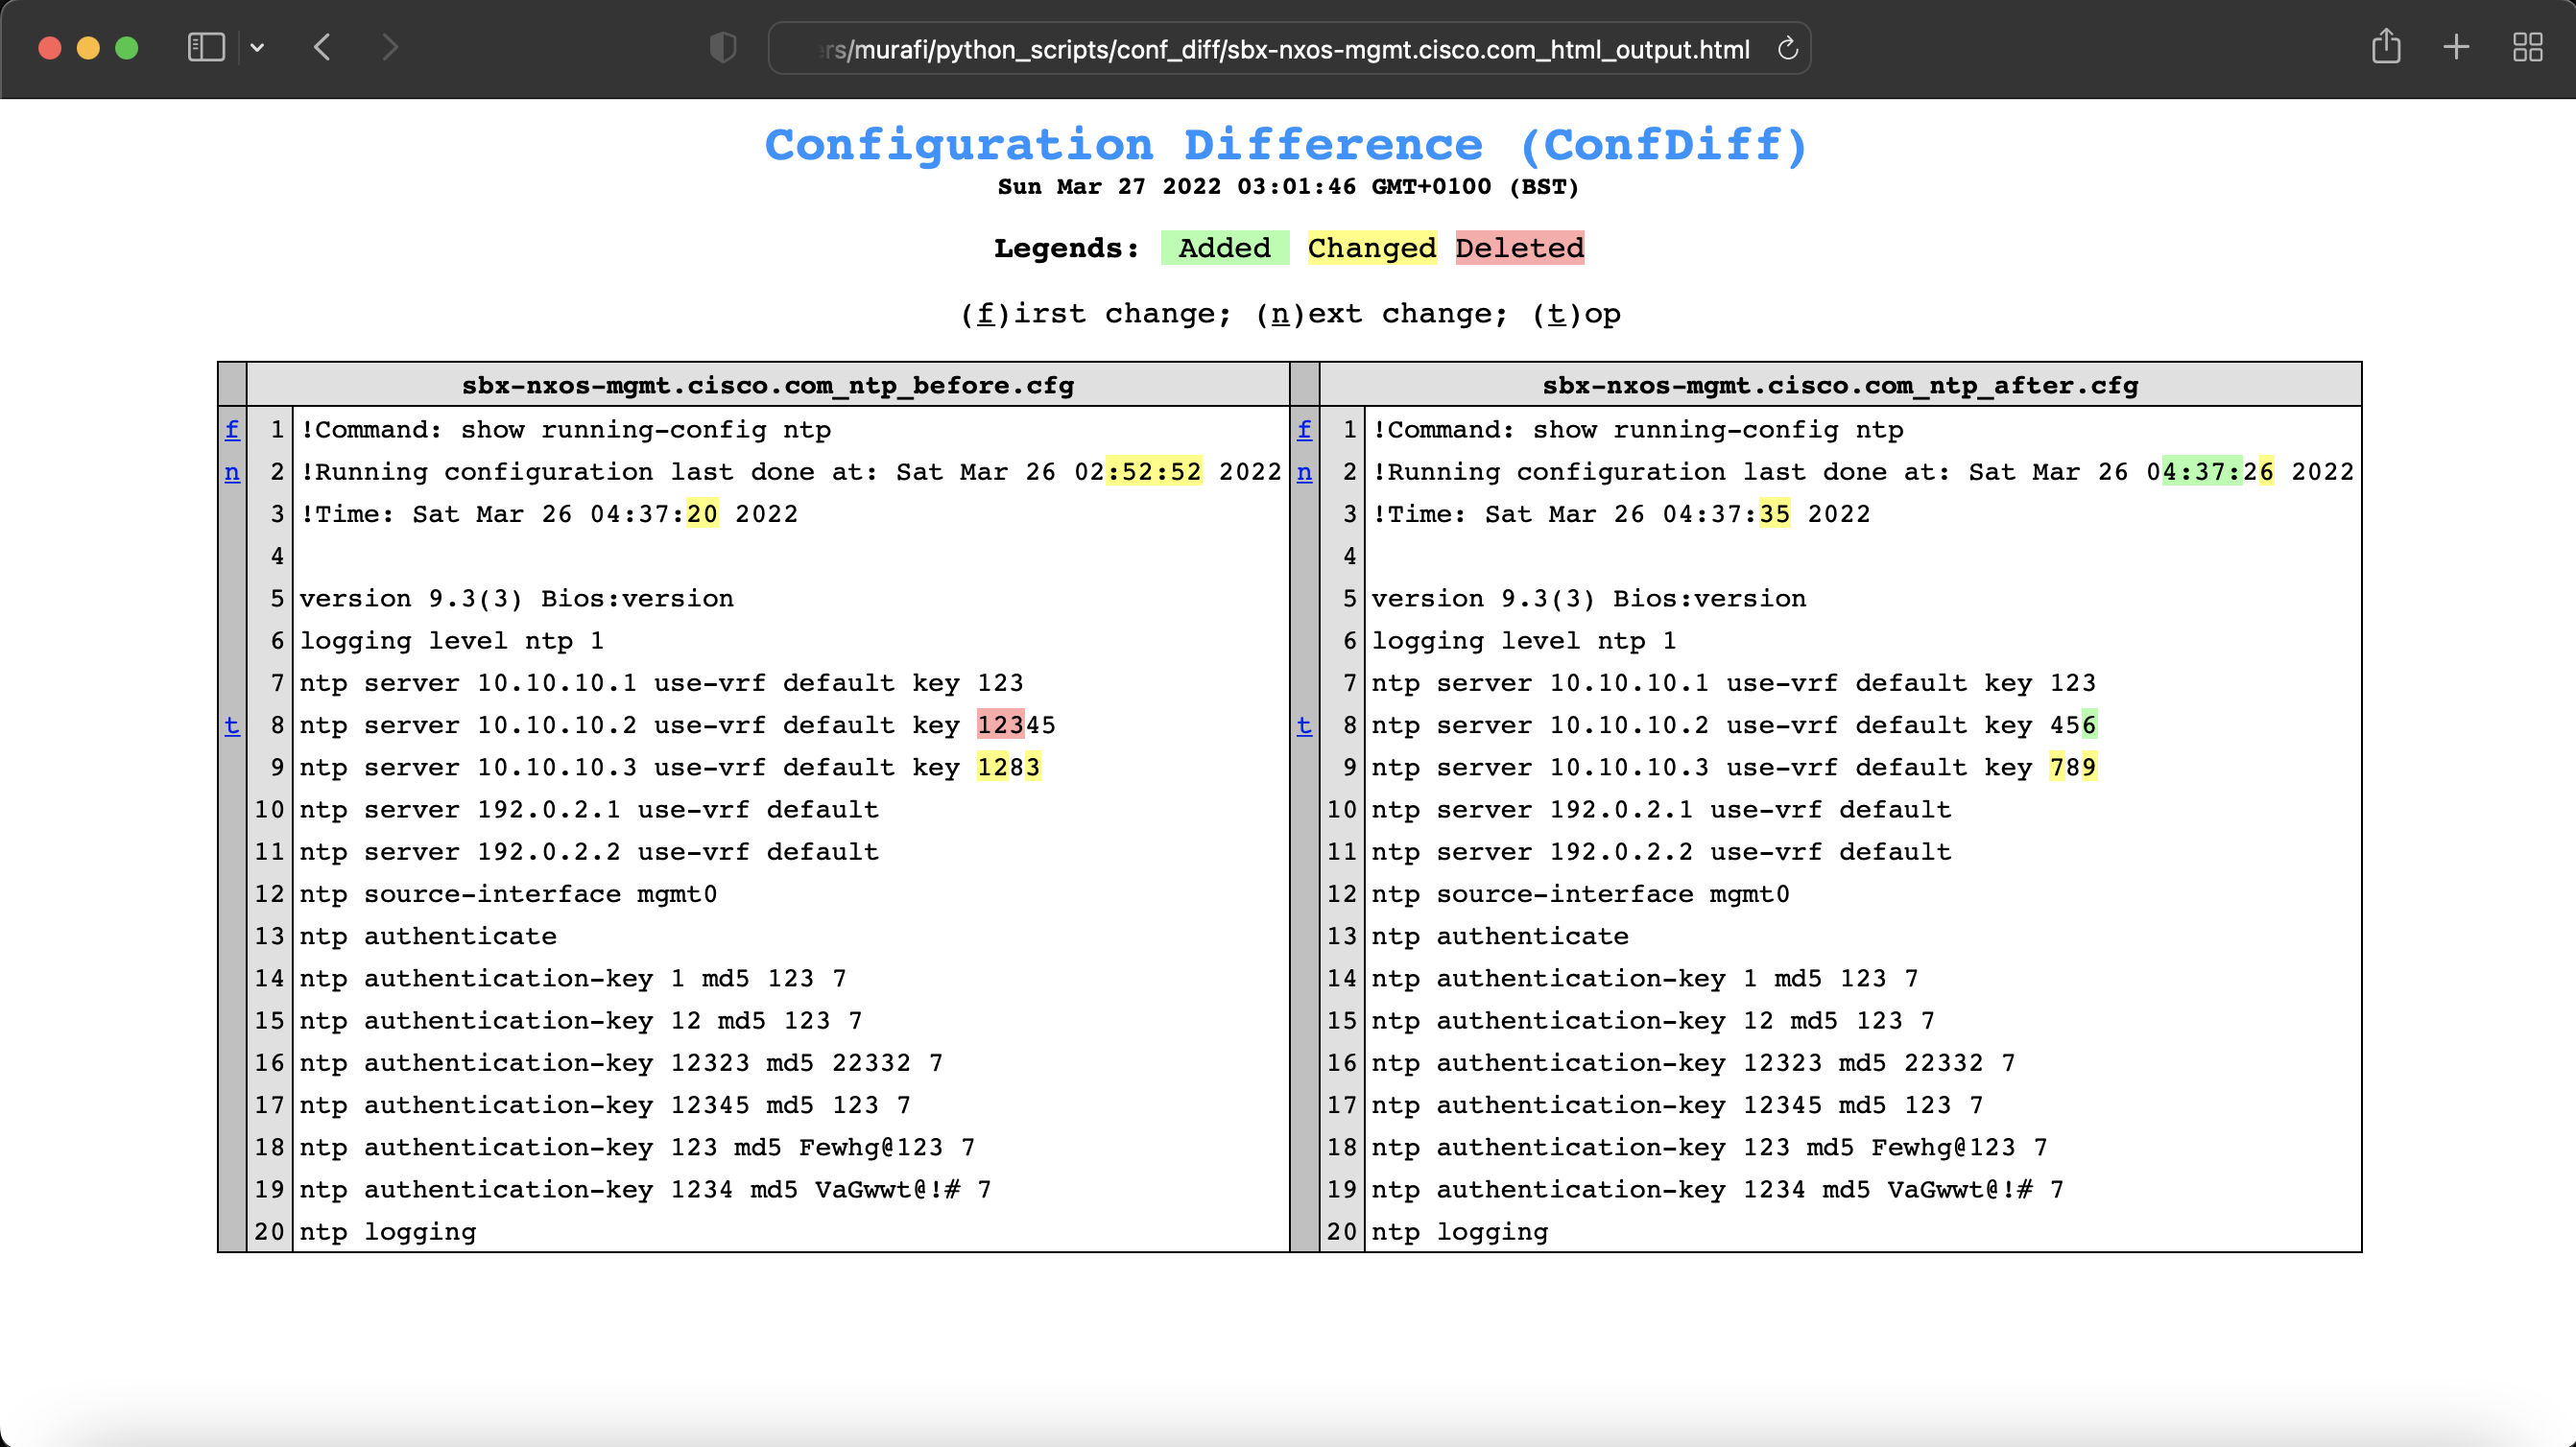 ers/murafi/python_scripts/conf_diff/sbx-nxos-mgmt.cisco.com_html_output.html
Configuration Difference (ConfDiff)
Sun Mar 27 2022 03:01:46 GMT+0100 (BST)
Legends: Added Changed Deleted
(f)irst change; (n)ext change; (t)op
sbx-nxos-mgmt.cisco.com_ntp_before.cfg sbx-nxos-mgmt.cisco.com_ntp_after.cfg
f 1 !Command: show running-config ntp f 1 !Command: show running-config ntp
n 2 !Running configuration last done at: Sat Mar 26 02:52:52 2022 n 2 !Running configuration last done at: Sat Mar 26 04:37:26 2022
3 !Time: Sat Mar 26 04:37:20 2022 3 !Time: Sat Mar 26 04:37:35 2022
4 4
5 version 9.3(3) Bios:version 5 version 9.3(3) Bios:version
6 logging level ntp 1 6 logging level ntp 1
7 ntp server 10.10.10.1 use-vrf default key 123 7 ntp server 10.10.10.1 use-vrf default key 123
t 8 ntp server 10.10.10.2 use-vrf default key 12345 t 8 ntp server 10.10.10.2 use-vrf default key 456
9 ntp server 10.10.10.3 use-vrf default key 1283 9 ntp server 10.10.10.3 use-vrf default key 789
10 ntp server 192.0.2.1 use-vrf default 10 ntp server 192.0.2.1 use-vrf default
11 ntp server 192.0.2.2 use-vrf default 11 ntp server 192.0.2.2 use-vrf default
12 ntp source-interface mgmt0 12 ntp source-interface mgmt0
13 ntp authenticate 13 ntp authenticate
14 ntp authentication-key 1 md5 123 7 14 ntp authentication-key 1 md5 123 7
15 ntp authentication-key 12 md5 123 7 15 ntp authentication-key 12 md5 123 7
16 ntp authentication-key 12323 md5 22332 7 16 ntp authentication-key 12323 md5 22332 7
17 ntp authentication-key 12345 md5 123 7 17 ntp authentication-key 12345 md5 123 7
18 ntp authentication-key 123 md5 Fewhg@123 7 18 ntp authentication-key 123 md5 Fewhg@123 7
19 ntp authentication-key 1234 md5 VaGwwt@!# 7 19 ntp authentication-key 1234 md5 VaGwwt@!# 7
20 ntp logging 20 ntp logging